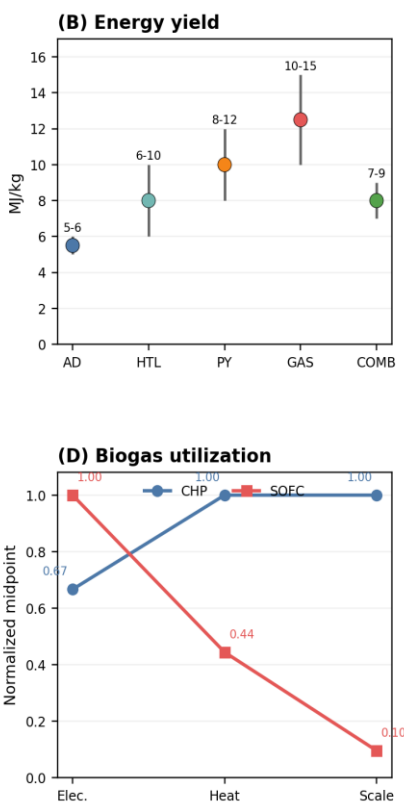 (B) Energy yield
16
14
12
10
8
6
4
2
0
MJ/kg
5-6
6-10
8-12
10-15
7-9
AD HTL PY GAS COMB
(D) Biogas utilization
1.0
0.8
0.6
0.4
0.2
0.0
Normalized midpoint
1.00 1.00 1.00
CHP SOFC
0.67
0.44
0.10
Elec. Heat Scale